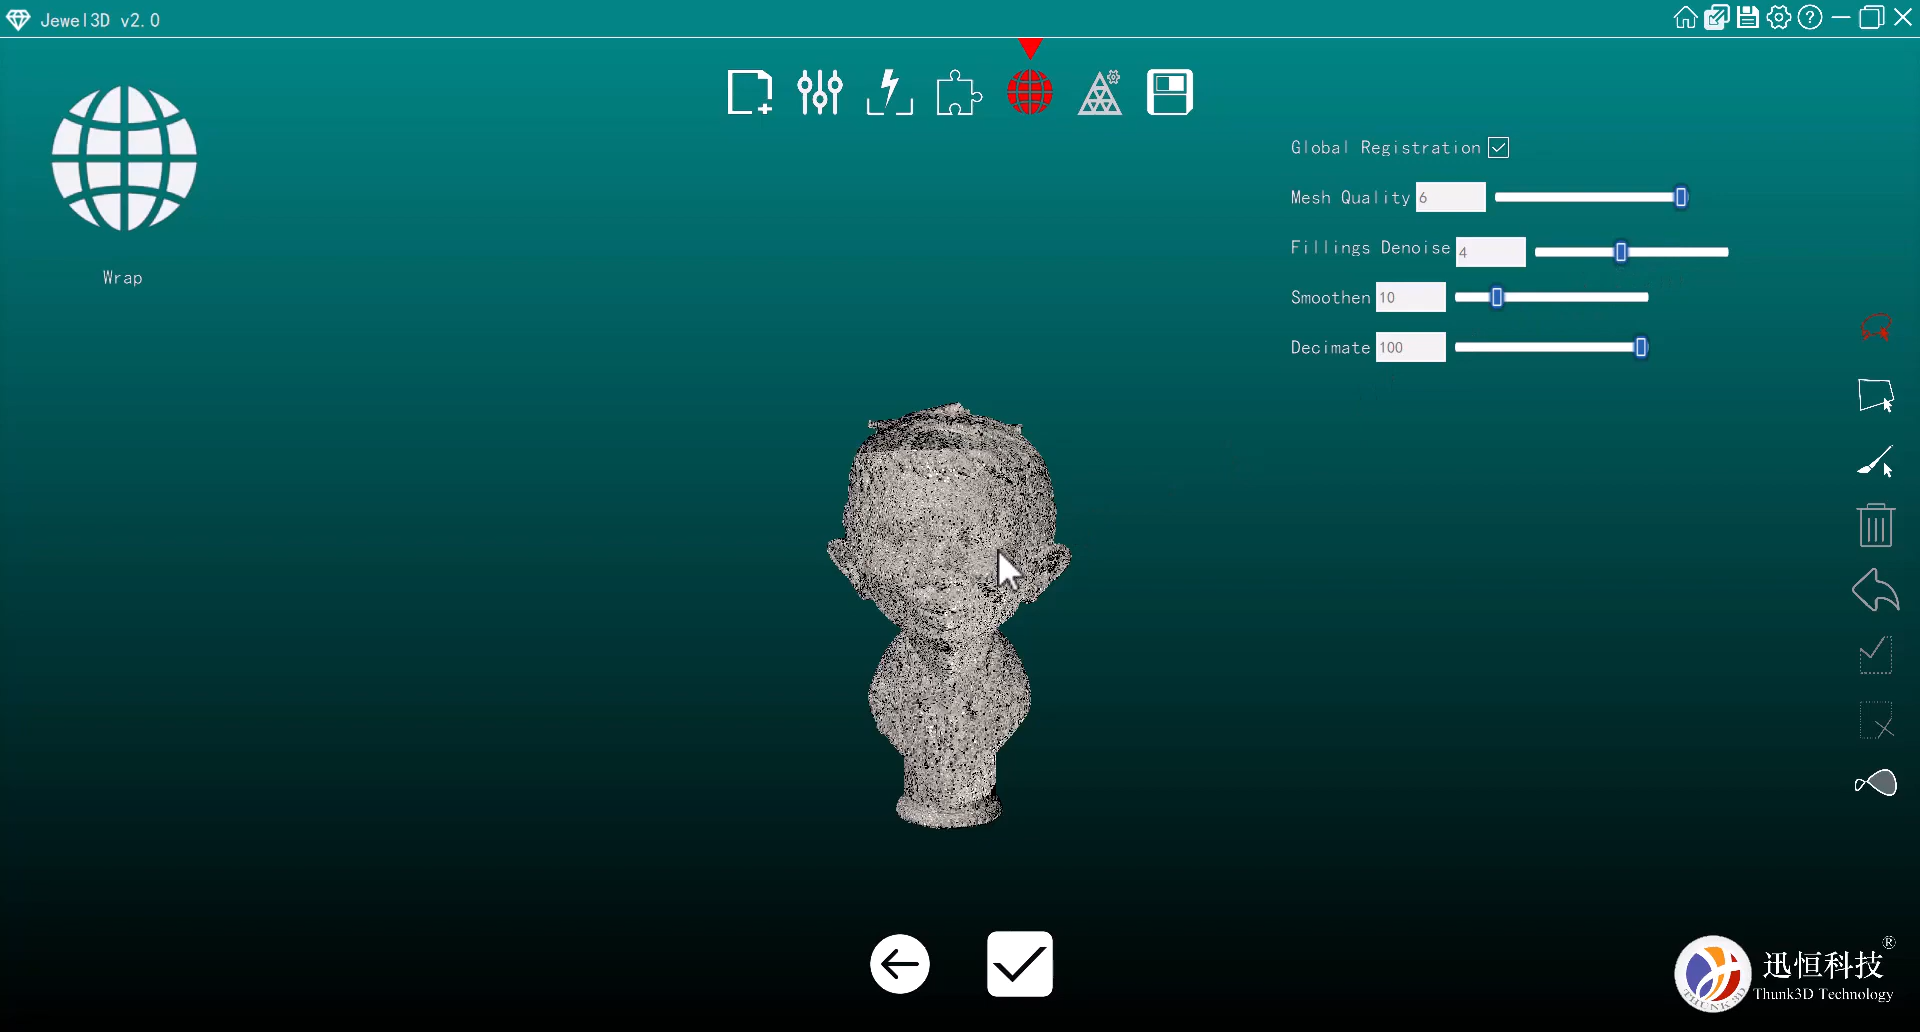 Jewel3D v2.0
Wrap
Global Registration
Mesh Quality 6
Fillings Denoise 4
Smoothen 10
Decimate 100
迅恒科技®
Thunk3D Technology
THUNK3D